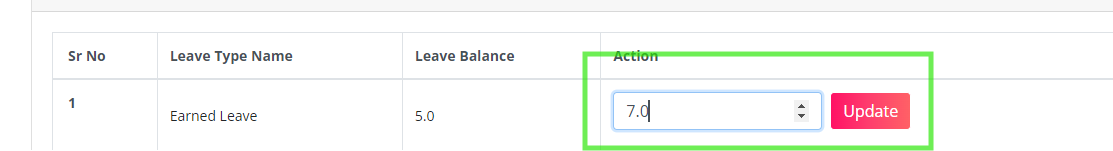 Sr No Leave Type Name Leave Balance Action
1 Earned Leave 5.0 7.0 Update